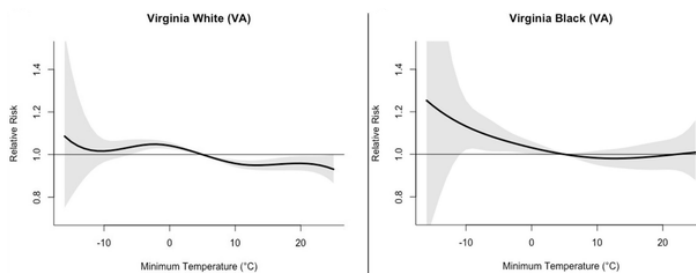 Virginia White (VA)
Relative Risk
1.4
1.2
1.0
0.8
-10
0
10
20
Minimum Temperature (°C)
Virginia Black (VA)
Relative Risk
1.4
1.2
1.0
0.8
-10
0
10
20
Minimum Temperature (°C)